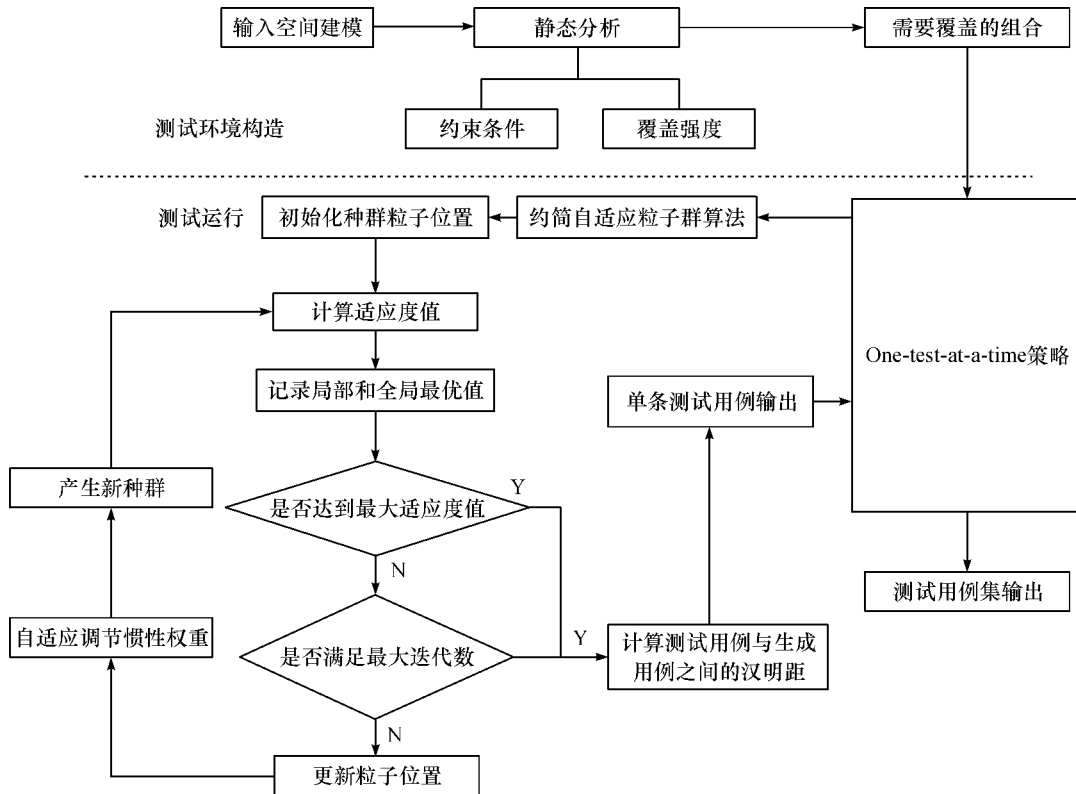 输入空间建模
静态分析
需要覆盖的组合
约束条件
覆盖强度
测试环境构造
测试运行
初始化种群粒子位置
约简自适应粒子群算法
计算适应度值
One-test-at-a-time策略
记录局部和全局最优值
单条测试用例输出
产生新种群
是否达到最大适应度值
Y
N
测试用例集输出
自适应调节惯性权重
是否满足最大迭代数
Y
计算测试用例与生成
用例之间的汉明距
N
更新粒子位置